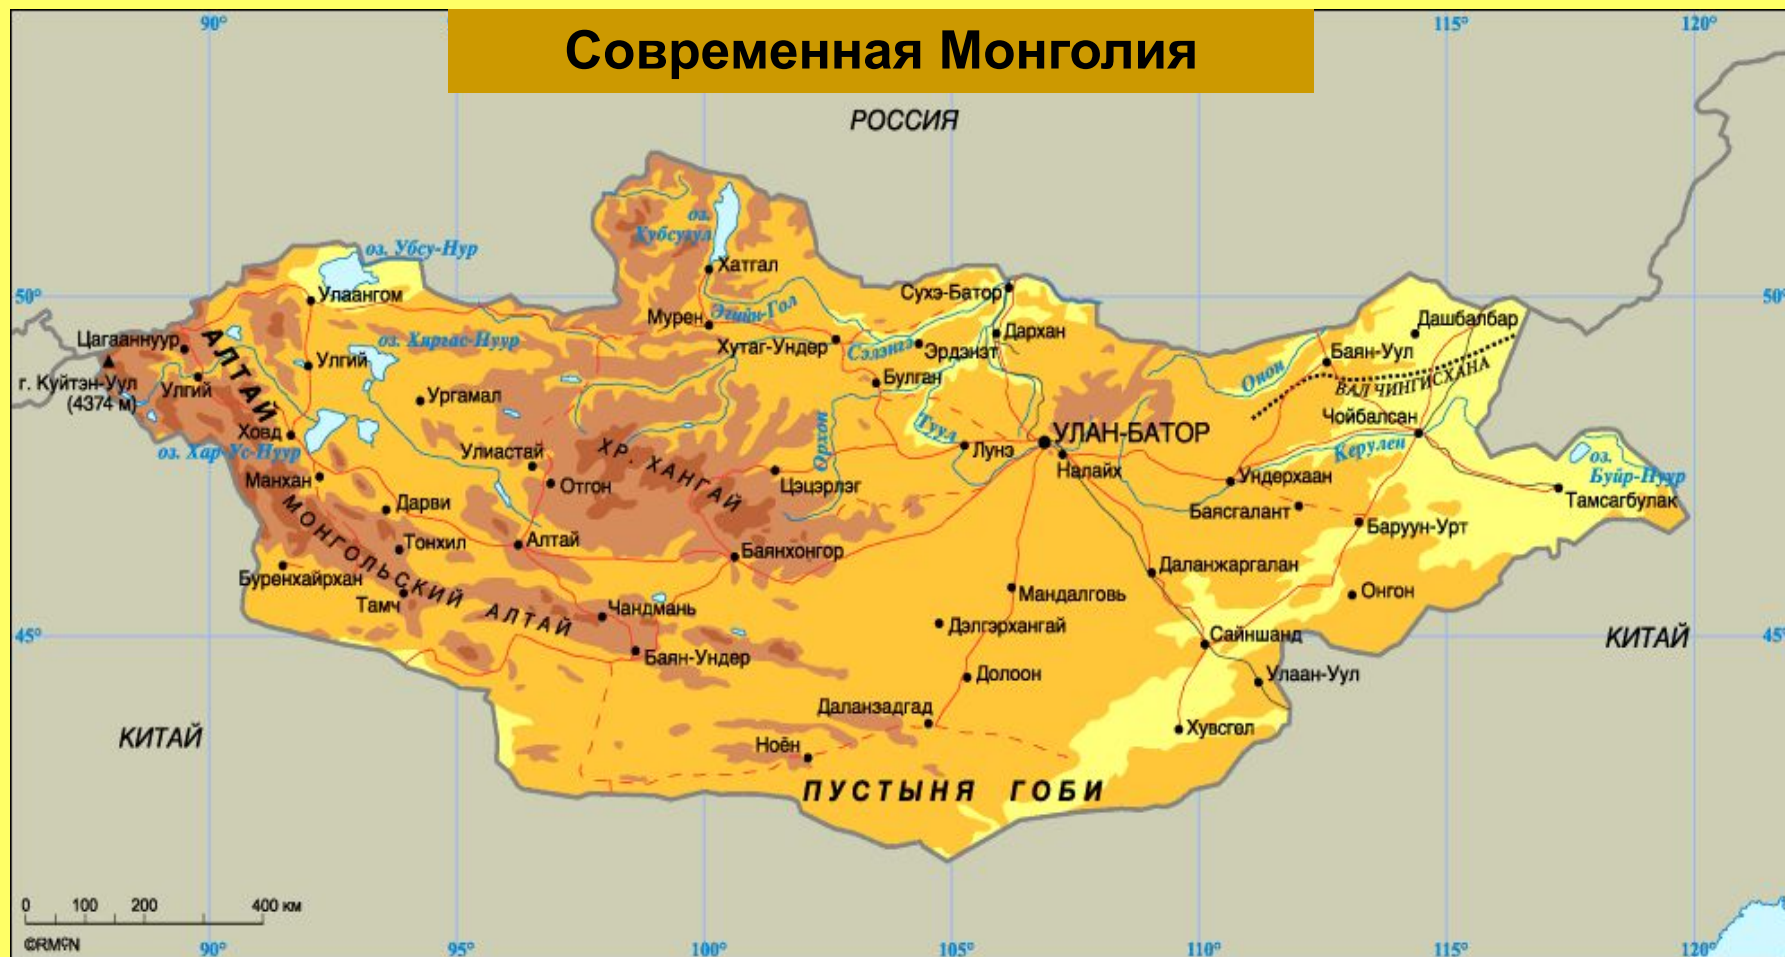 90°
115°
120°
Современная Монголия
РОССИЯ
оз.
Хубсугул
оз. Убсу-Нур
Хатгал
50°
Улаангом
Сухэ-Батор
50°
Мурен
Эгийн-Гол
Дашбалбар
Цагааннуур
АЛТАЙ
оз. Хяргас-Нуур
Хутаг-Ундэр
Сэлэнгэ
Эрдэнэт
Дархан
Баян-Уул
г. Куйтэн-Уул
(4374 м)
Улгий
Улгий
Ургамал
Булган
Онон
ВАЛ ЧИНГИСХАНА
Чойбалсан
Ховд
оз. Хар-Ус-Нуур
Улиастай
ХР. ХАНГАЙ
Орхон
Туул
Лунэ
УЛАН-БАТОР
Налайх
Керулен
оз.
Буйр-Нуур
Манхан
Отгон
Цэцэрлэг
Ундерхаан
Тамсагбулак
Дарви
Баясгалант
Баруун-Урт
МОНГОЛЬСКИЙ АЛТАЙ
Тонхил
Алтай
Баянхонгор
Буренхайрхан
Тамч
Даланжаргалан
Чандмань
Мандалговь
Онгон
45°
Дэлгэрхангай
Сайншанд
КИТАЙ
45°
Баян-Ундер
Долоон
Улаан-Уул
КИТАЙ
Даланзадгад
Хувсгел
Ноён
ПУСТЫНЯ ГОБИ
0 100 200 400 км
©RMCN
90°
95°
100°
105°
110°
115°
120°